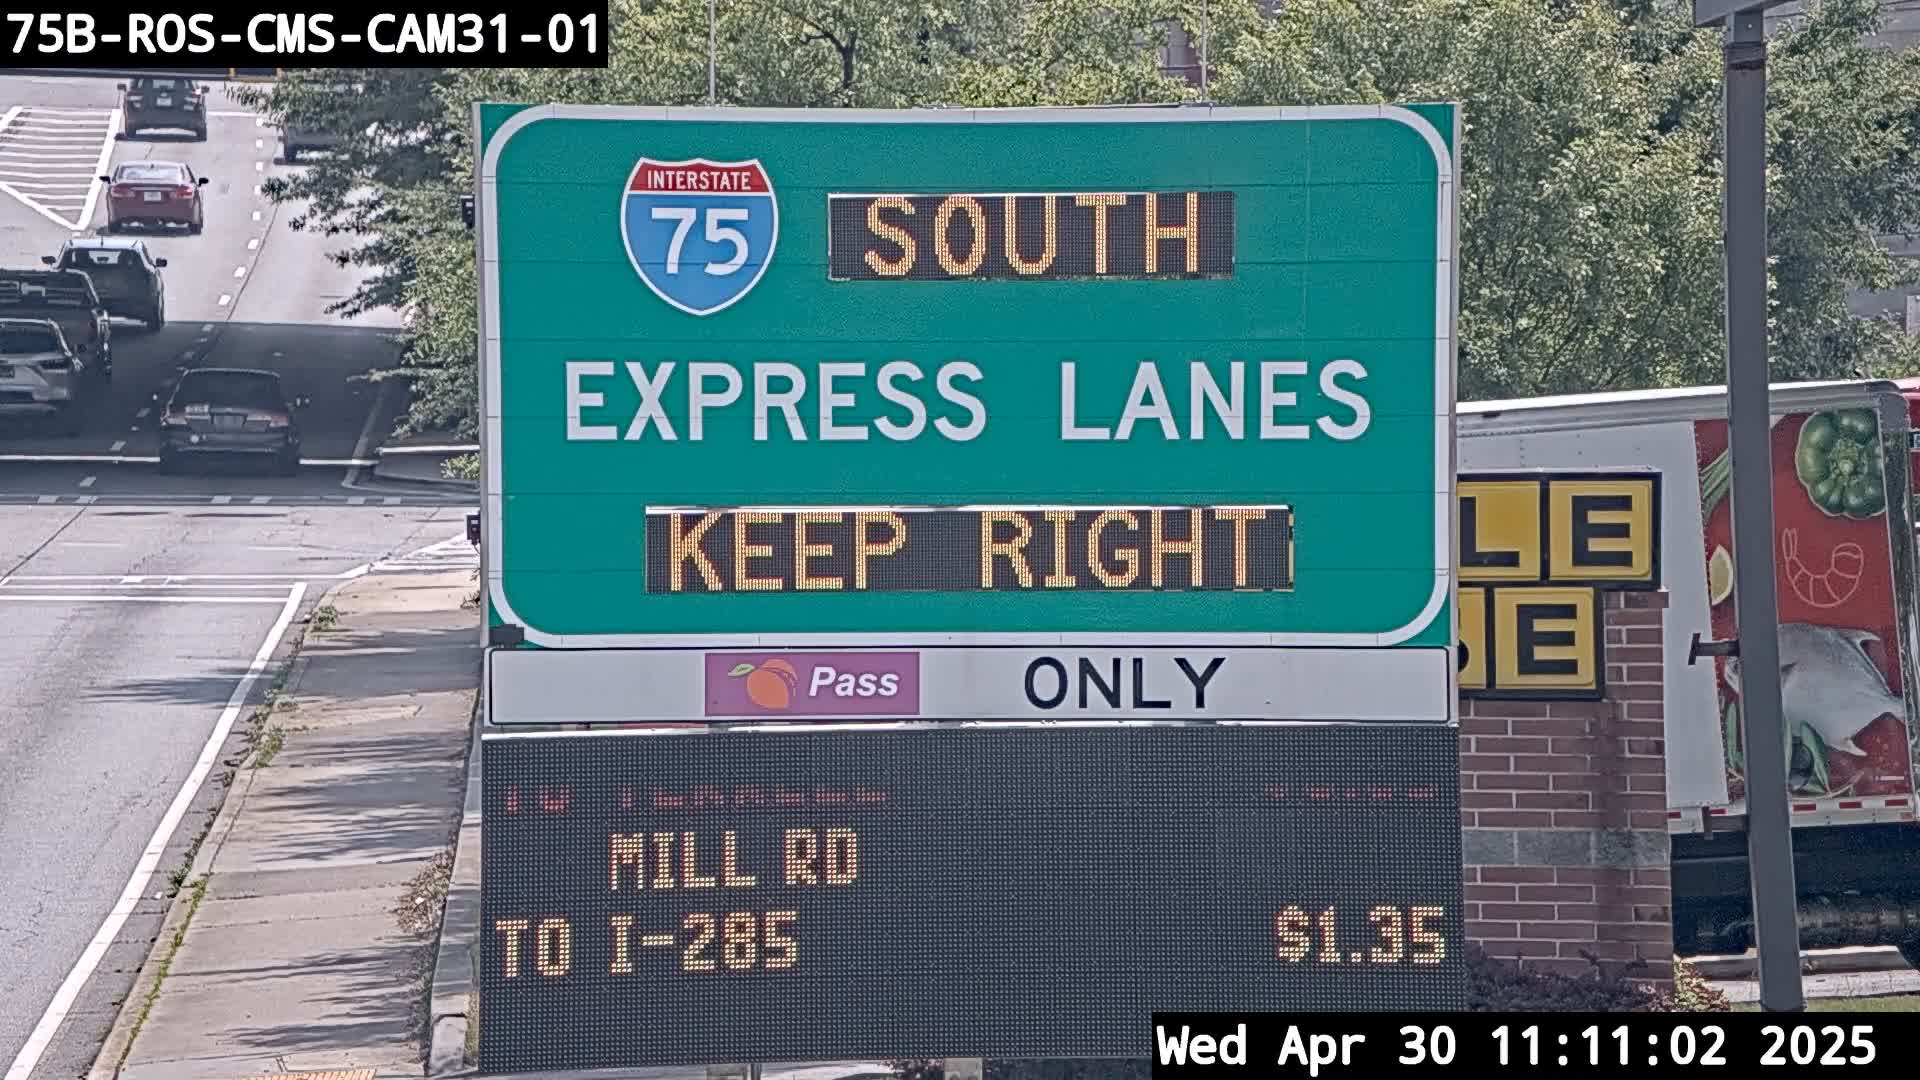 75B-ROS-CMS-CAM31-01
INTERSTATE
75
SOUTH
EXPRESS LANES
KEEP RIGHT
Pass ONLY
MILL RD
TO I-285 $1.35
LE
E
Wed Apr 30 11:11:02 2025